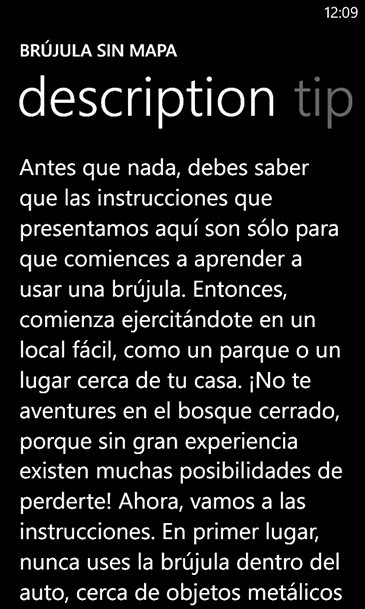 12:09
BRÚJULA SIN MAPA
description tip
Antes que nada, debes saber
que las instrucciones que
presentamos aquí son sólo para
que comiences a aprender a
usar una brújula. Entonces,
comienza ejercitándote en un
local fácil, como un parque o un
lugar cerca de tu casa. ¡No te
aventures en el bosque cerrado,
porque sin gran experiencia
existen muchas posibilidades de
perderte! Ahora, vamos a las
instrucciones. En primer lugar,
nunca uses la brújula dentro del
auto, cerca de objetos metálicos